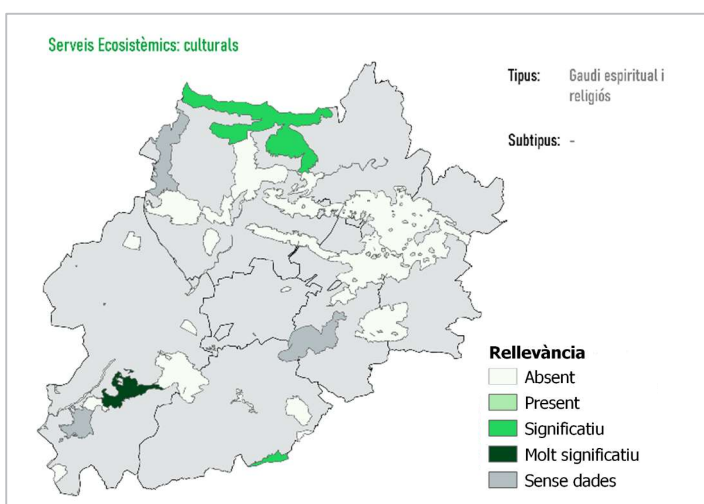 Serveis Ecosistèmics: culturals
Tipus: Gaudi espiritual i
religiós
Subtipus: -
Rellevància
Absent
Present
Significatiu
Molt significatiu
Sense dades